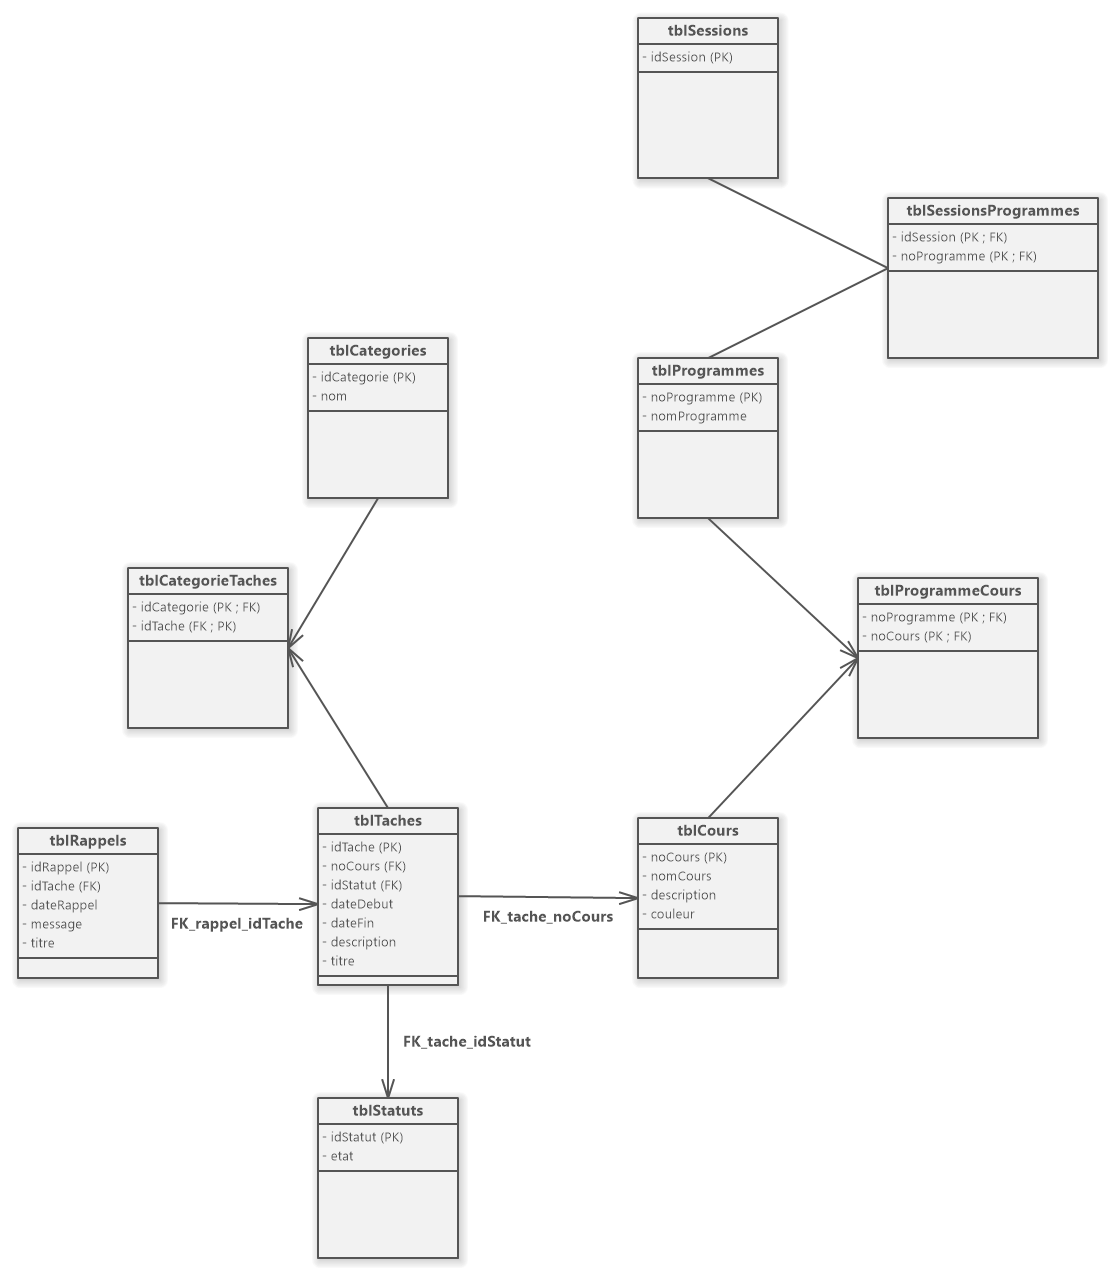 tblSessions
- idSession (PK)
tblSessionsProgrammes
- idSession (PK ; FK)
- noProgramme (PK ; FK)
tblCategories
- idCategorie (PK)
- nom
tblProgrammes
- noProgramme (PK)
- nomProgramme
tblCategorieTaches
- idCategorie (PK ; FK)
- idTache (FK ; PK)
tblProgrammeCours
- noProgramme (PK ; FK)
- noCours (PK ; FK)
tblRappels
- idRappel (PK)
- idTache (FK)
- dateRappel
- message
- titre
FK_rappel_idTache
tblTaches
- idTache (PK)
- noCours (FK)
- idStatut (FK)
- dateDebut
- dateFin
- description
- titre
FK_tache_noCours
tblCours
- noCours (PK)
- nomCours
- description
- couleur
FK_tache_idStatut
tblStatuts
- idStatut (PK)
- etat